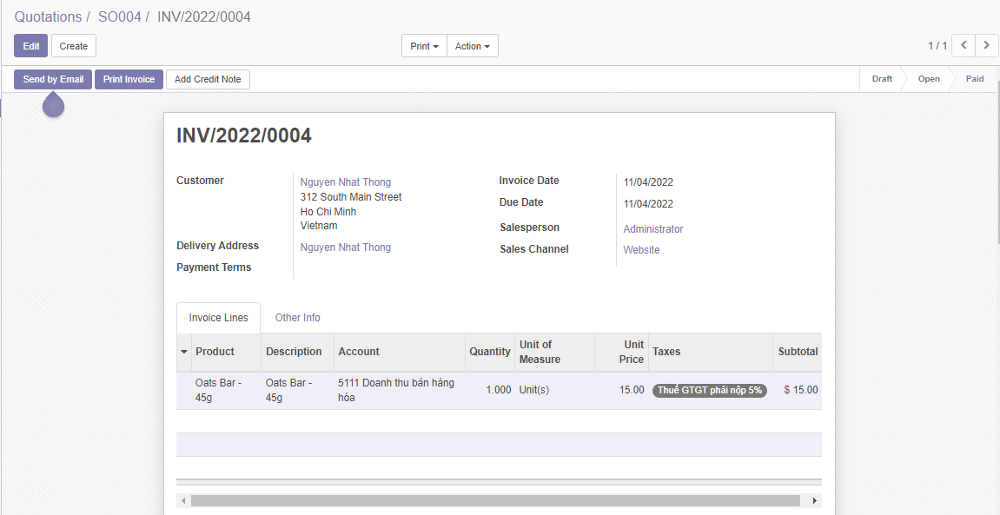 Quotations / SO004 / INV/2022/0004
Edit Create Print Action 1 / 1
Send by Email Print Invoice Add Credit Note Draft Open Paid
INV/2022/0004
Customer Nguyen Nhat Thong Invoice Date 11/04/2022
312 South Main Street
Ho Chi Minh Due Date 11/04/2022
Vietnam Salesperson Administrator
Delivery Address Nguyen Nhat Thong Sales Channel Website
Payment Terms
Invoice Lines Other Info
Product Description Account Quantity Unit of Measure Unit Price Taxes Subtotal
Oats Bar - Oats Bar - 5111 Doanh thu bán hàng 1.000 Unit(s) 15.00 Thuế GTGT phải nộp 5% $ 15.00
45g 45g hóa